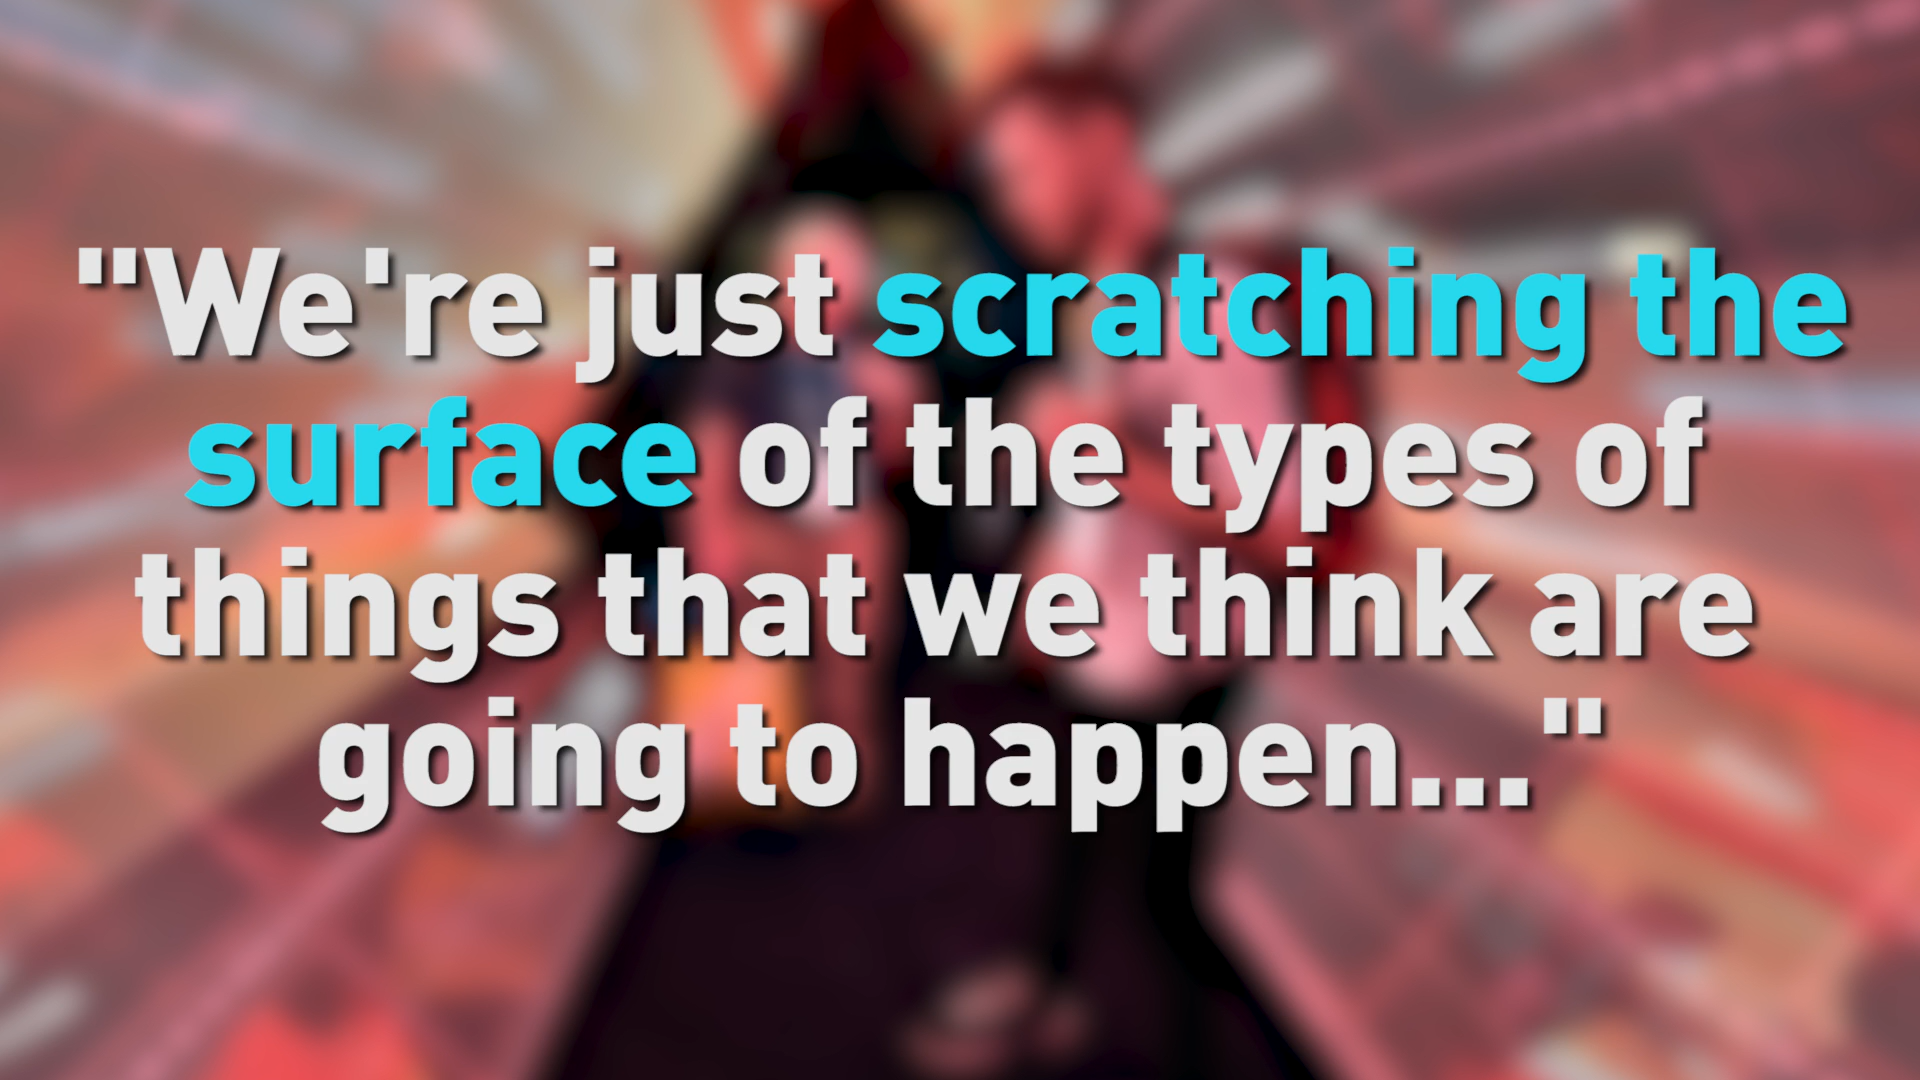 "We're just scratching the
surface of the types of
things that we think are
going to happen..."